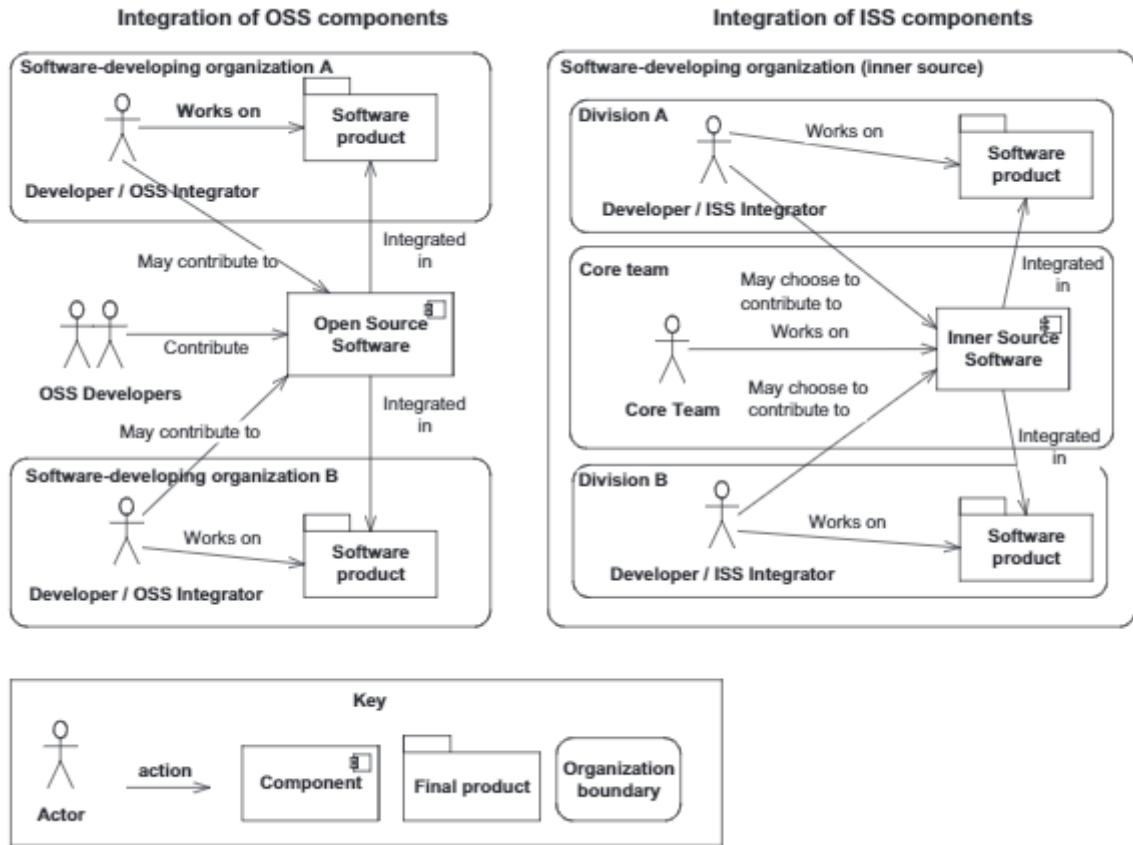 Integration of OSS components
Software-developing organization A
Works on
Software
product
Developer / OSS Integrator
May contribute to
Integrated
in
Open Source
Software
Contribute
OSS Developers
May contribute to
Integrated
in
Software-developing organization B
Works on
Software
product
Developer / OSS Integrator
Integration of ISS components
Software-developing organization (inner source)
Division A
Works on
Software
product
Developer / ISS Integrator
Core team
May choose to
contribute to
Integrated
in
Works on
Inner Source
Software
Core Team
May choose to
contribute to
Integrated
in
Division B
Works on
Software
product
Developer / ISS Integrator
Key
Actor
action
Component
Final product
Organization
boundary